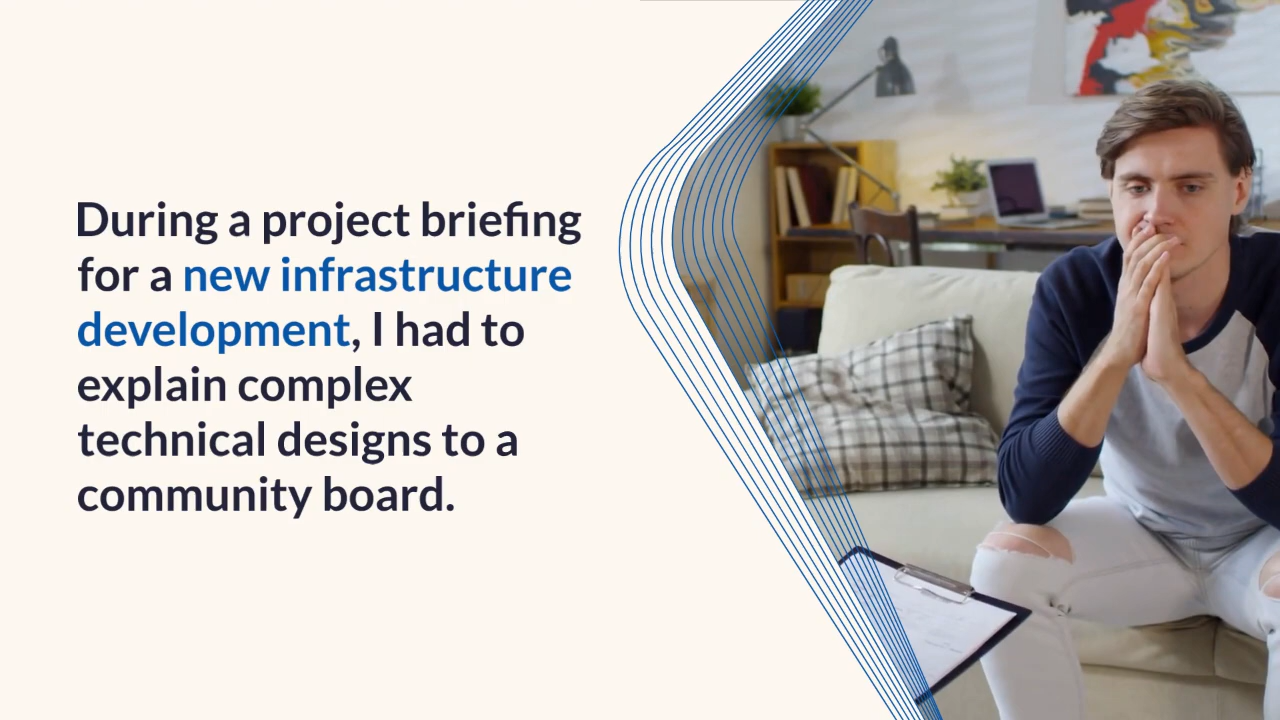 During a project briefing
for a new infrastructure
development, I had to
explain complex
technical designs to a
community board.